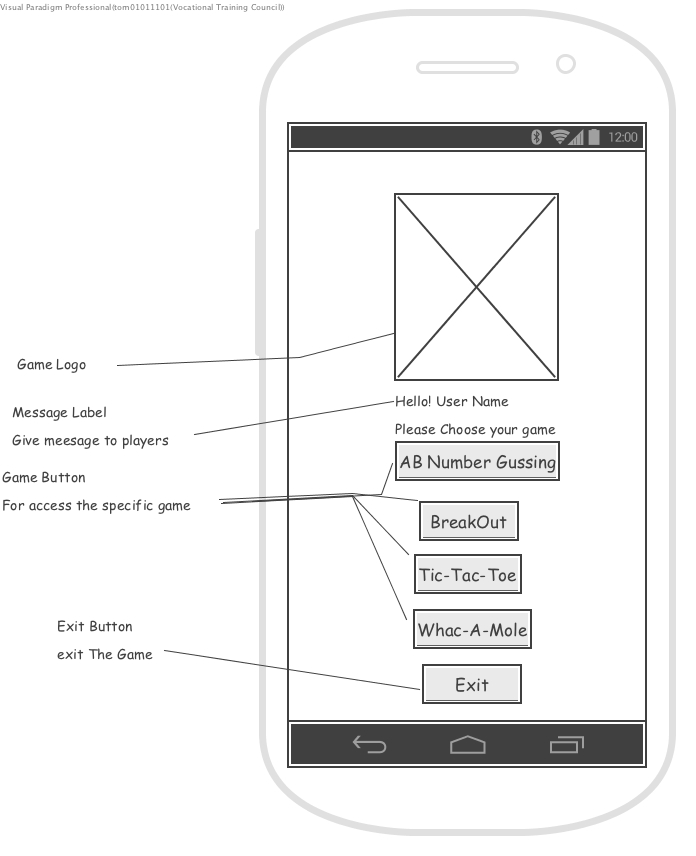 Visual Paradigm Professional(tom01011101(Vocational Training Council))
12:00
Game Logo
Message Label
Give meesage to players
Hello! User Name
Please Choose your game
Game Button
For access the specific game
AB Number Gussing
BreakOut
Tic-Tac-Toe
Whac-A-Mole
Exit Button
exit The Game
Exit